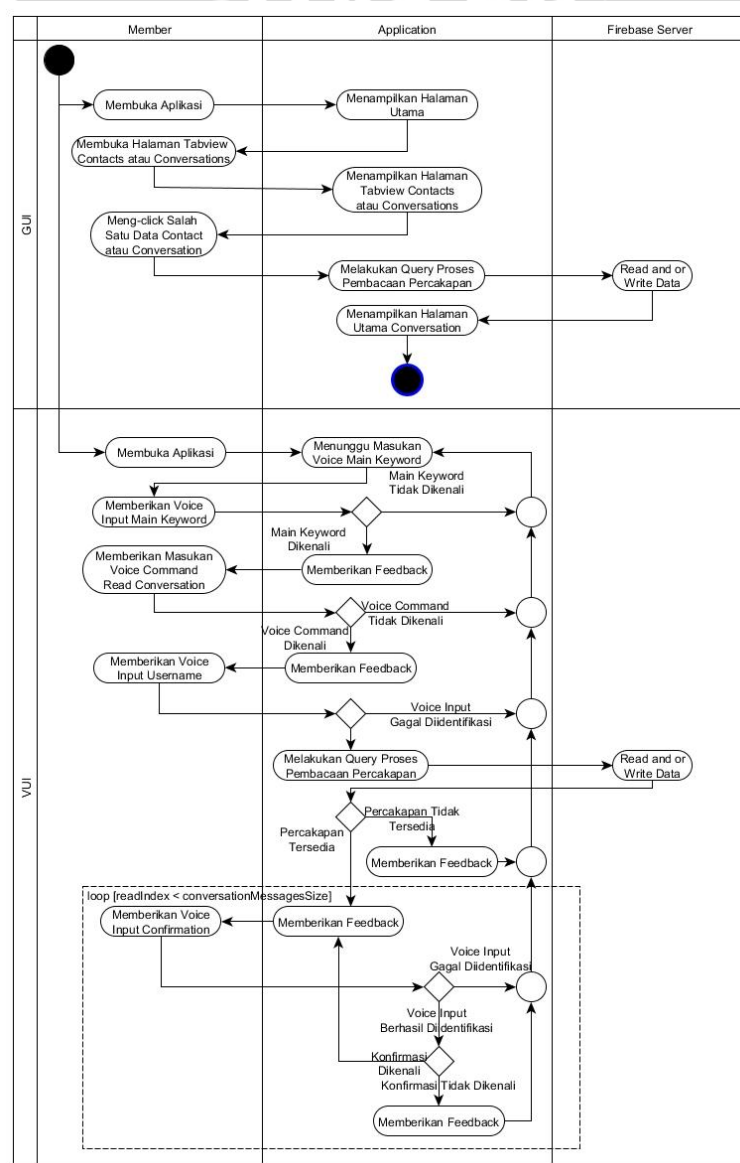 Member
Application
Firebase Server
GUI
Membuka Aplikasi
Menampilkan Halaman
Utama
Membuka Halaman Tabview
Contacts atau Conversations
Menampilkan Halaman
Tabview Contacts
atau Conversations
Meng-click Salah
Satu Data Contact
atau Conversation
Melakukan Query Proses
Pembacaan Percakapan
Read and or
Write Data
Menampilkan Halaman
Utama Conversation
VUI
Membuka Aplikasi
Menunggu Masukan
Voice Main Keyword
Main Keyword
Tidak Dikenali
Memberikan Voice
Input Main Keyword
Main Keyword
Dikenali
Memberikan Feedback
Memberikan Masukan
Voice Command
Read Conversation
Voice Command
Tidak Dikenali
Voice Command
Dikenali
Memberikan Feedback
Memberikan Voice
Input Username
Voice Input
Gagal Diidentifikasi
Melakukan Query Proses
Pembacaan Percakapan
Read and or
Write Data
Percakapan Tidak
Tersedia
Percakapan
Tersedia
Memberikan Feedback
loop [readIndex < conversationMessagesSize]
Memberikan Voice
Input Confirmation
Memberikan Feedback
Voice Input
Gagal Diidentifikasi
Voice Input
Berhasil Diidentifikasi
Konfirmasi
Dikenali
Konfirmasi Tidak Dikenali
Memberikan Feedback